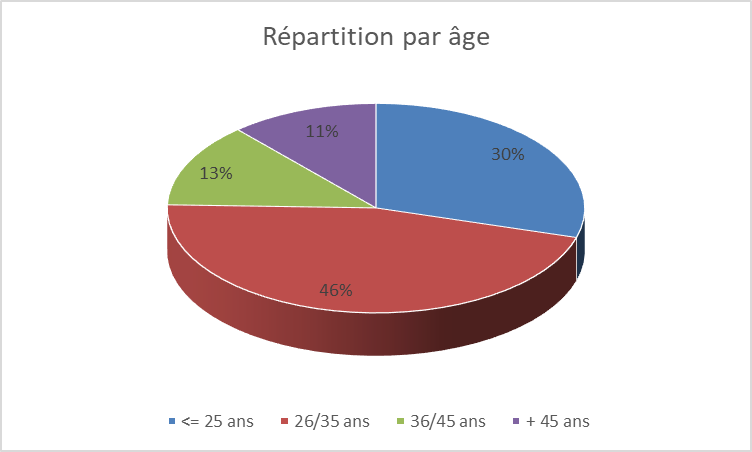 Répartition par âge
11%
30%
13%
46%
<= 25 ans
26/35 ans
36/45 ans
+ 45 ans